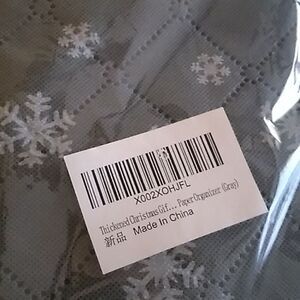 X002XOHJFL
Thickened Christmas Gif... Paper Organizer (Gray)
新品 Made In China